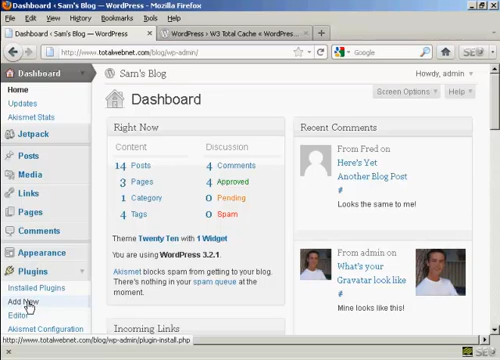 Dashboard ‹ Sam's Blog — WordPress - Mozilla Firefox
File Edit View History Bookmarks Tools Help
Dashboard ‹ Sam's Blog — WordPress
WordPress › W3 Total Cache « WordPress...
http://www.totalwebnet.com/blog/wp-admin/
Google
Dashboard
Home
Updates
Akismet Stats
Jetpack
Posts
Media
Links
Pages
Comments
Appearance
Plugins
Installed Plugins
Add New
Editor
Akismet Configuration
Sam's Blog
Howdy, admin
Dashboard
Screen Options
Help
Right Now
Content
Discussion
14 Posts
4 Comments
3 Pages
4 Approved
1 Category
0 Pending
4 Tags
0 Spam
Theme Twenty Ten with 1 Widget
You are using WordPress 3.2.1.
Akismet blocks spam from getting to your blog.
There's nothing in your spam queue at the
moment.
Incoming Links
Recent Comments
From Fred on
Here's Yet
Another Blog Post
#
Looks the same to me!
From admin on
What's your
Gravatar look like
#
Mine looks like this!
http://www.totalwebnet.com/blog/wp-admin/plugin-install.php